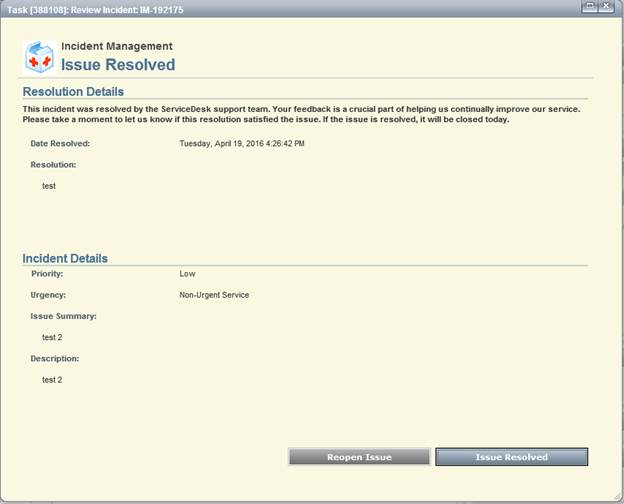 Task [388108]: Review Incident: IM-192175
Incident Management
Issue Resolved
Resolution Details
This incident was resolved by the ServiceDesk support team. Your feedback is a crucial part of helping us continually improve our service.
Please take a moment to let us know if this resolution satisfied the issue. If the issue is resolved, it will be closed today.
Date Resolved: Tuesday, April 19, 2016 4:26:42 PM
Resolution:
test
Incident Details
Priority: Low
Urgency: Non-Urgent Service
Issue Summary:
test 2
Description:
test 2
Reopen Issue Issue Resolved